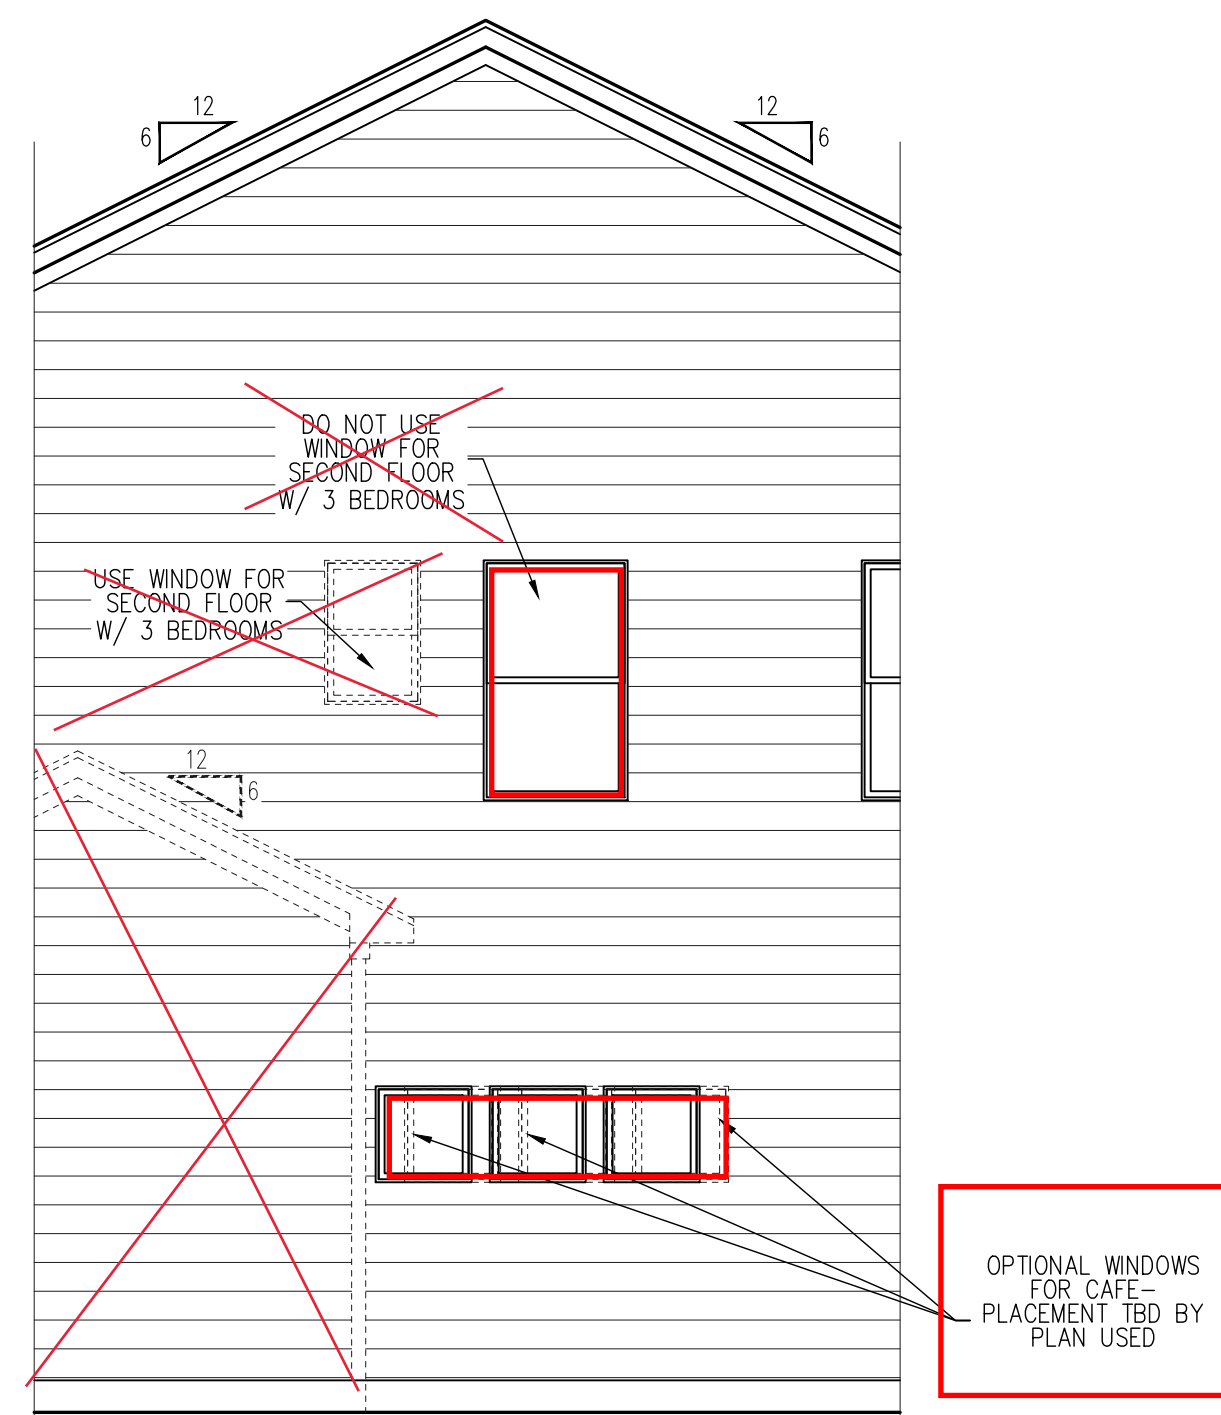 12
6
12
6
DO NOT USE
WINDOW FOR
SECOND FLOOR
W/ 3 BEDROOMS
USE WINDOW FOR
SECOND FLOOR
W/ 3 BEDROOMS
12
6
OPTIONAL WINDOWS
FOR CAFE-
PLACEMENT TBD BY
PLAN USED